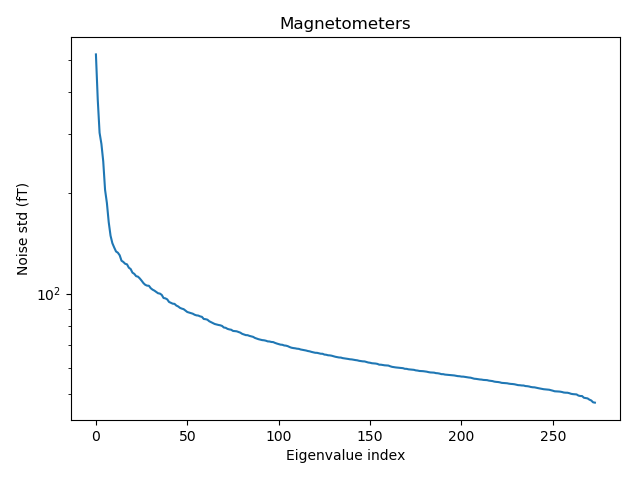 Magnetometers
Noise std (fT)
10²
0 50 100 150 200 250
Eigenvalue index